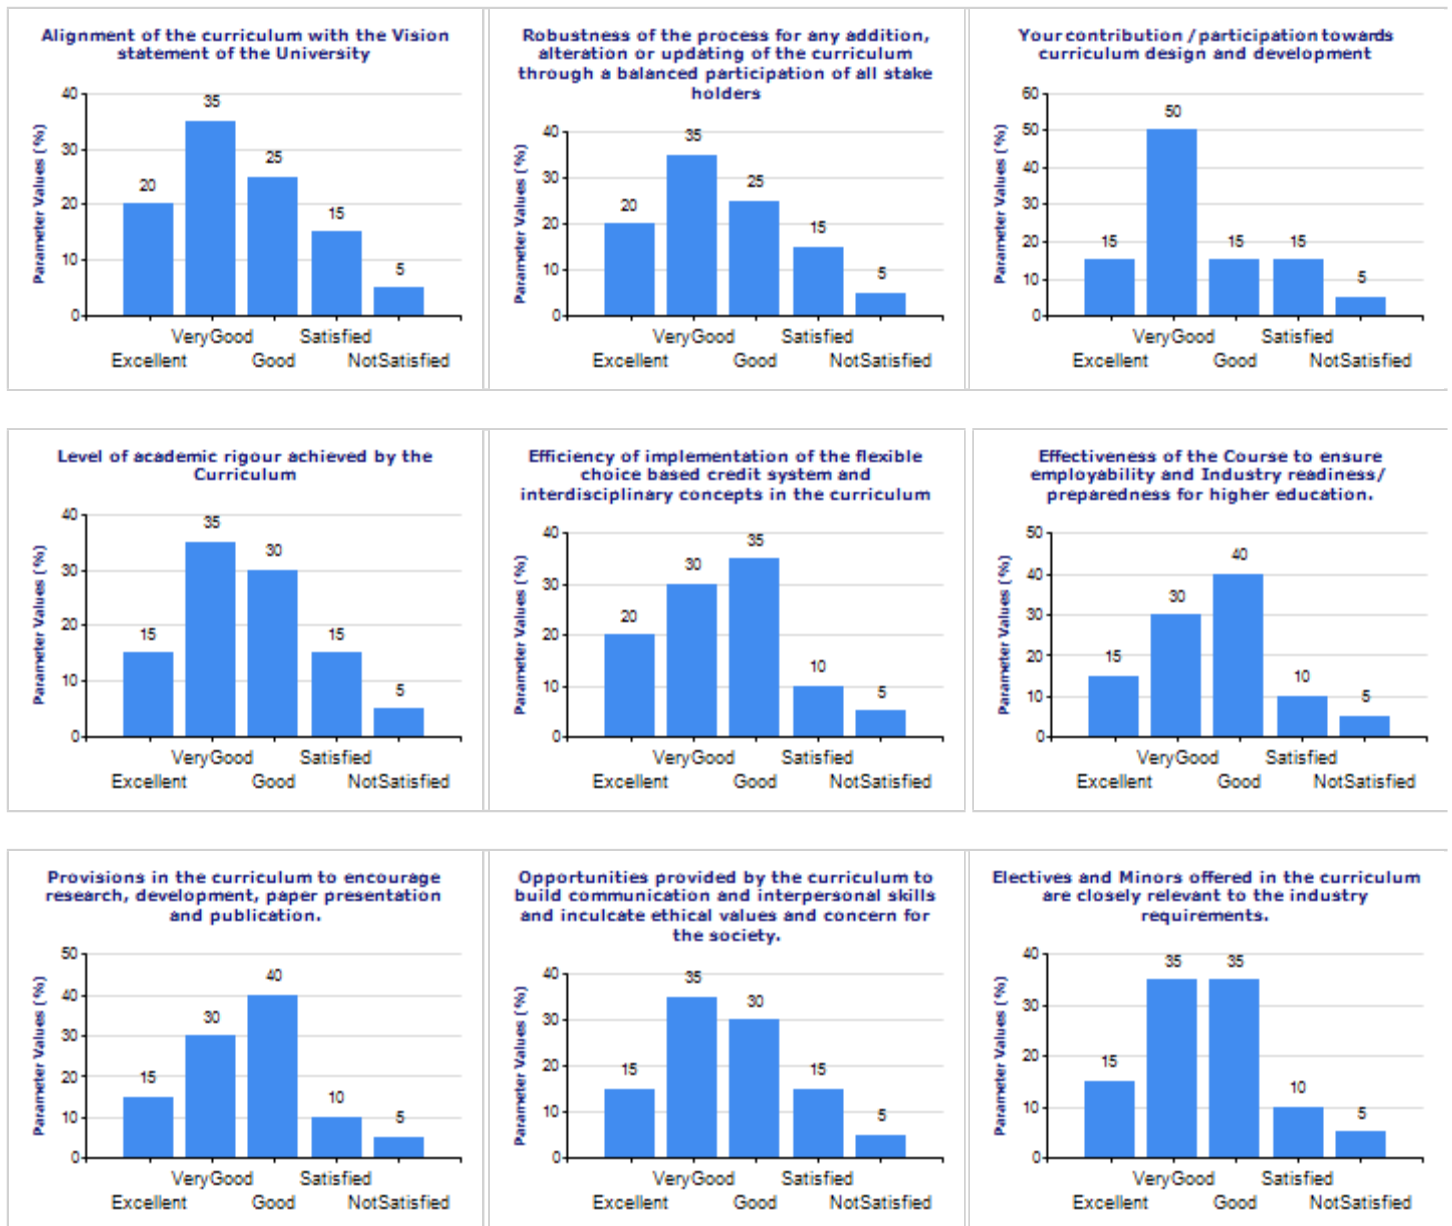 Alignment of the curriculum with the Vision
statement of the University
Parameter Values (%)
40
30
20
10
0
20
35
25
15
5
VeryGood Satisfied
Excellent Good NotSatisfied
Robustness of the process for any addition,
alteration or updating of the curriculum
through a balanced participation of all stake
holders
Parameter Values (%)
40
30
20
10
0
20
35
25
15
5
VeryGood Satisfied
Excellent Good NotSatisfied
Your contribution / participation towards
curriculum design and development
Parameter Values (%)
60
50
40
30
20
10
0
15
50
15
15
5
VeryGood Satisfied
Excellent Good NotSatisfied
Level of academic rigour achieved by the
Curriculum
Parameter Values (%)
40
30
20
10
0
15
35
30
15
5
VeryGood Satisfied
Excellent Good NotSatisfied
Efficiency of implementation of the flexible
choice based credit system and
interdisciplinary concepts in the curriculum
Parameter Values (%)
40
30
20
10
0
20
30
35
10
5
VeryGood Satisfied
Excellent Good NotSatisfied
Effectiveness of the Course to ensure
employability and Industry readiness/
preparedness for higher education.
Parameter Values (%)
50
40
30
20
10
0
15
30
40
10
5
VeryGood Satisfied
Excellent Good NotSatisfied
Provisions in the curriculum to encourage
research, development, paper presentation
and publication.
Parameter Values (%)
50
40
30
20
10
0
15
30
40
10
5
VeryGood Satisfied
Excellent Good NotSatisfied
Opportunities provided by the curriculum to
build communication and interpersonal skills
and inculcate ethical values and concern for
the society.
Parameter Values (%)
40
30
20
10
0
15
35
30
15
5
VeryGood Satisfied
Excellent Good NotSatisfied
Electives and Minors offered in the curriculum
are closely relevant to the industry
requirements.
Parameter Values (%)
40
30
20
10
0
15
35
35
10
5
VeryGood Satisfied
Excellent Good NotSatisfied